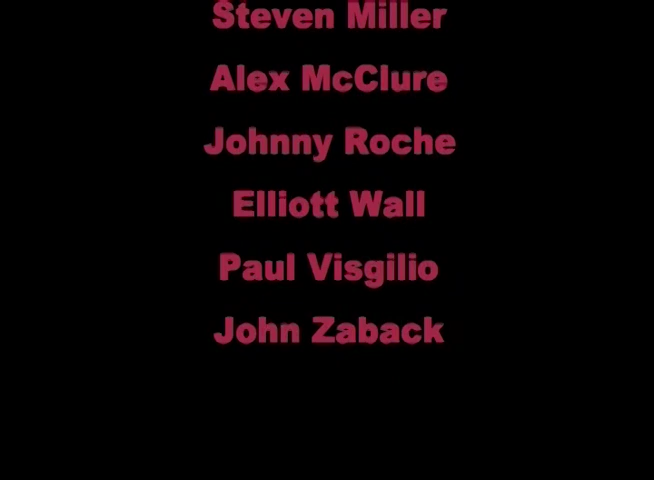 Steven Miller
Alex McClure
Johnny Roche
Elliott Wall
Paul Visgilio
John Zaback